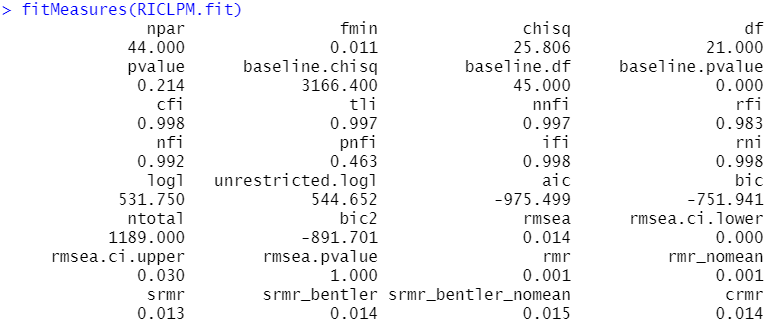 > fitMeasures(RICLPM.fit)
npar fmin chisq df
44.000 0.011 25.806 21.000
pvalue baseline.chisq baseline.df baseline.pvalue
0.214 3166.400 45.000 0.000
cfi tli nnfi rfi
0.998 0.997 0.997 0.983
nfi pnfi ifi rni
0.992 0.463 0.998 0.998
logl unrestricted.logl aic bic
531.750 544.652 -975.499 -751.941
ntotal bic2 rmsea rmsea.ci.lower
1189.000 -891.701 0.014 0.000
rmsea.ci.upper rmsea.pvalue rmr rmr_nomean
0.030 1.000 0.001 0.001
srmr srmr_bentler srmr_bentler_nomean crmr
0.013 0.014 0.015 0.014